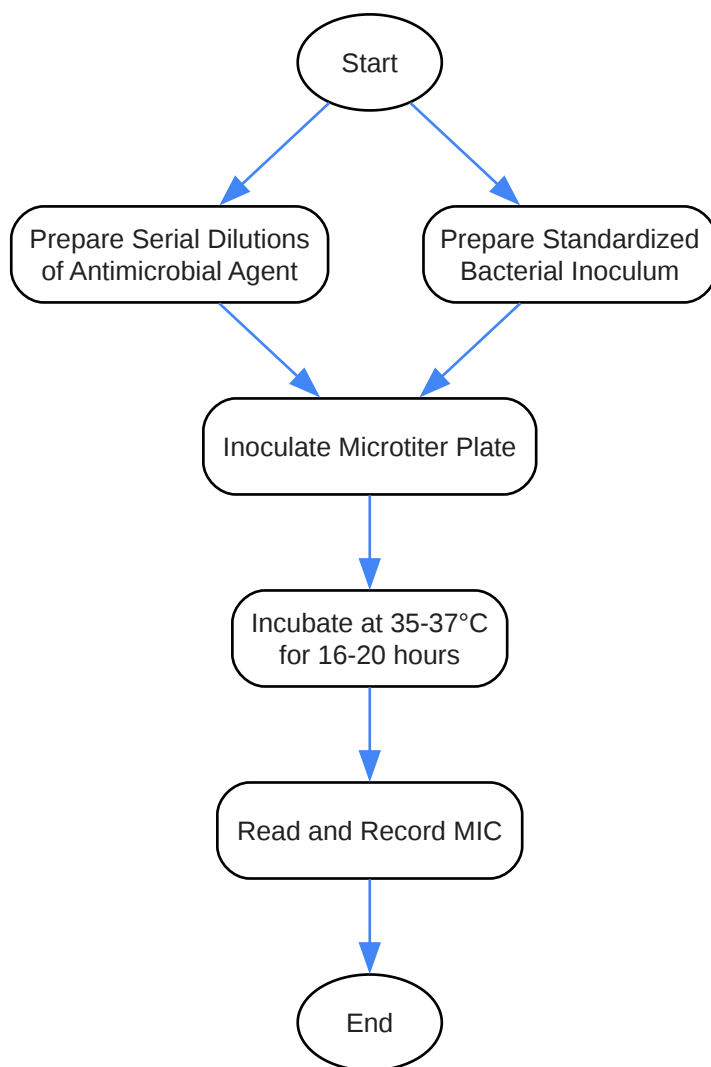 Start
Prepare Serial Dilutions
of Antimicrobial Agent
Prepare Standardized
Bacterial Inoculum
Inoculate Microtiter Plate
Incubate at 35-37°C
for 16-20 hours
Read and Record MIC
End